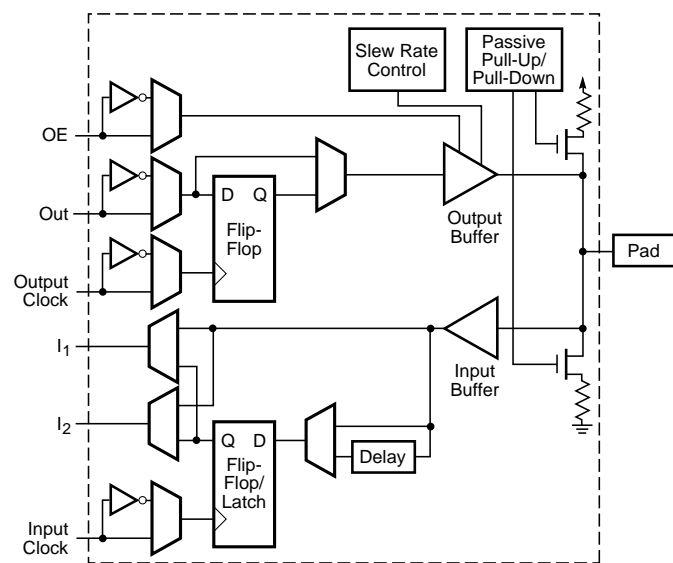 Slew Rate
Control
Passive
Pull-Up/
Pull-Down
OE
Out
D Q
Flip-
Flop
Output
Buffer
Pad
Output
Clock
I1
Input
Buffer
I2
Q D
Flip-
Flop/
Latch
Delay
Input
Clock